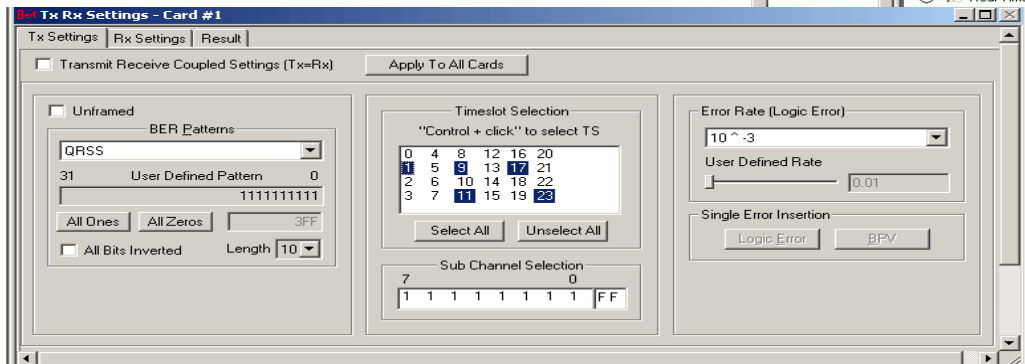 Tx Rx Settings - Card #1
Tx Settings Rx Settings Result
Transmit Receive Coupled Settings (Tx=Rx) Apply To All Cards
Unframed
BER Patterns
QRSS
31 User Defined Pattern 0
1111111111
All Ones All Zeros 3FF
All Bits Inverted Length 10
Timeslot Selection
"Control + click" to select TS
0 4 8 12 16 20
1 5 9 13 17 21
2 6 10 14 18 22
3 7 11 15 19 23
Select All Unselect All
Sub Channel Selection
7 0
1 1 1 1 1 1 1 1 FF
Error Rate (Logic Error)
10 ^ -3
User Defined Rate
0.01
Single Error Insertion
Logic Error BPV